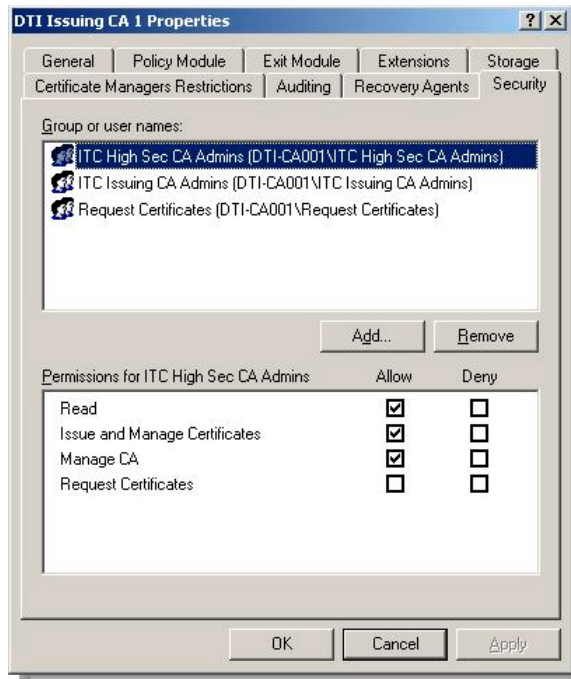 DTI Issuing CA 1 Properties
General Policy Module Exit Module Extensions Storage
Certificate Managers Restrictions Auditing Recovery Agents Security
Group or user names:
ITC High Sec CA Admins (DTI-CA001\ITC High Sec CA Admins)
ITC Issuing CA Admins (DTI-CA001\ITC Issuing CA Admins)
Request Certificates (DTI-CA001\Request Certificates)
Add... Remove
Permissions for ITC High Sec CA Admins Allow Deny
Read
Issue and Manage Certificates
Manage CA
Request Certificates
OK Cancel Apply